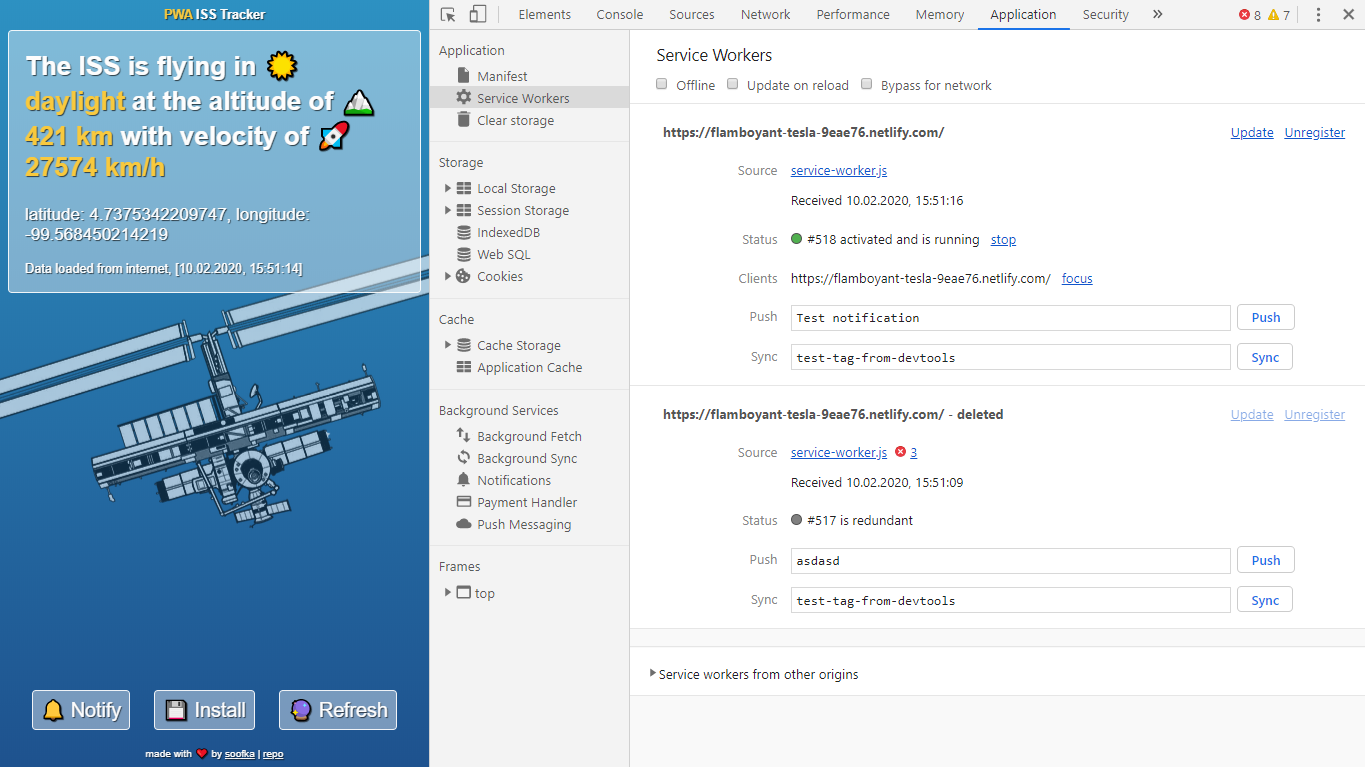 PWA ISS Tracker
The ISS is flying in
daylight at the altitude of
421 km with velocity of
27574 km/h
latitude: 4.7375342209747, longitude:
-99.568450214219
Data loaded from internet, [10.02.2020, 15:51:14]
Notify Install Refresh
made with by soofka | repo
Elements Console Sources Network Performance Memory Application Security » 8 7
Application
Manifest
Service Workers
Clear storage
Storage
Local Storage
Session Storage
IndexedDB
Web SQL
Cookies
Cache
Cache Storage
Application Cache
Background Services
Background Fetch
Background Sync
Notifications
Payment Handler
Push Messaging
Frames
top
Service Workers
Offline Update on reload Bypass for network
https://flamboyant-tesla-9eae76.netlify.com/ Update Unregister
Source service-worker.js
Received 10.02.2020, 15:51:16
Status #518 activated and is running stop
Clients https://flamboyant-tesla-9eae76.netlify.com/ focus
Push Test notification Push
Sync test-tag-from-devtools Sync
https://flamboyant-tesla-9eae76.netlify.com/ - deleted Update Unregister
Source service-worker.js 3
Received 10.02.2020, 15:51:09
Status #517 is redundant
Push asdasd Push
Sync test-tag-from-devtools Sync
Service workers from other origins